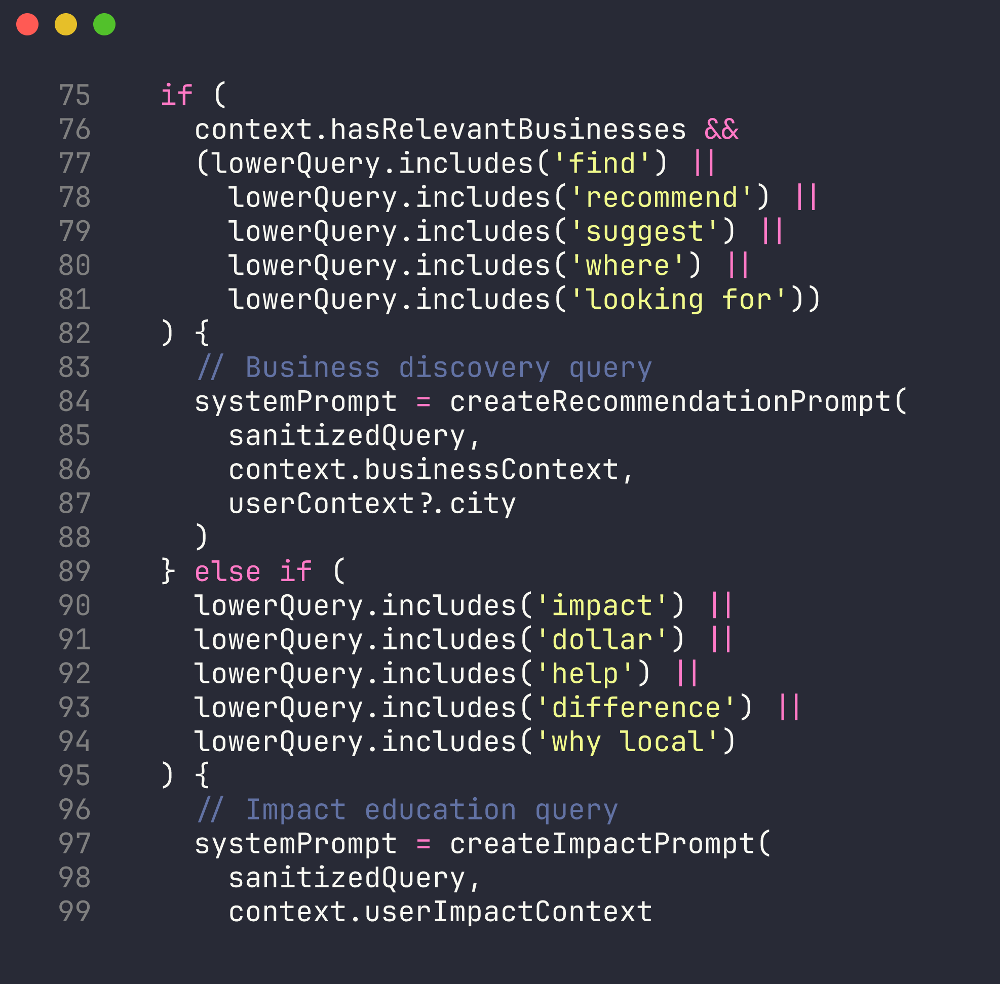 75    if (
76      context.hasRelevantBusinesses &&
77      (lowerQuery.includes('find') ||
78        lowerQuery.includes('recommend') ||
79        lowerQuery.includes('suggest') ||
80        lowerQuery.includes('where') ||
81        lowerQuery.includes('looking for'))
82    ) {
83      // Business discovery query
84      systemPrompt = createRecommendationPrompt(
85        sanitizedQuery,
86        context.businessContext,
87        userContext?.city
88      )
89    } else if (
90      lowerQuery.includes('impact') ||
91      lowerQuery.includes('dollar') ||
92      lowerQuery.includes('help') ||
93      lowerQuery.includes('difference') ||
94      lowerQuery.includes('why local')
95    ) {
96      // Impact education query
97      systemPrompt = createImpactPrompt(
98        sanitizedQuery,
99        context.userImpactContext